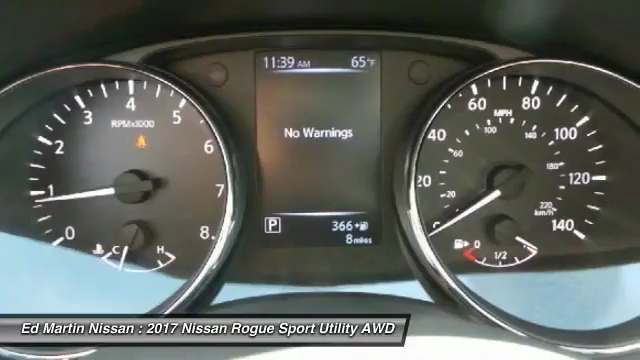 11:39 AM 65°F
No Warnings
P 366
8 miles
RPMx1000
0 1 2 3 4 5 6 7 8
C H
MPH
20 40 60 80 100 120 140
20 60 100 140 180 220
km/h
0 1/2
Ed Martin Nissan : 2017 Nissan Rogue Sport Utility AWD